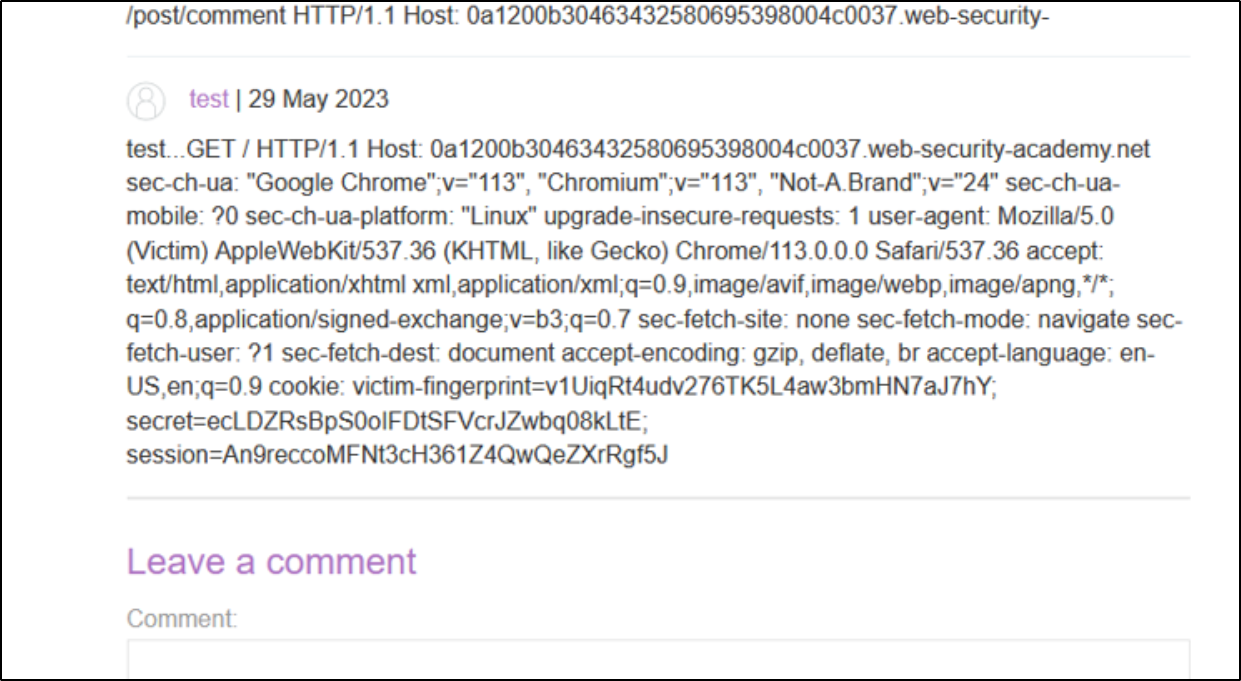 /post/comment HTTP/1.1 Host: 0a1200b30463432580695398004c0037.web-security-
test | 29 May 2023
test...GET / HTTP/1.1 Host: 0a1200b30463432580695398004c0037.web-security-academy.net
sec-ch-ua: "Google Chrome";v="113", "Chromium";v="113", "Not-A.Brand";v="24" sec-ch-ua-
mobile: ?0 sec-ch-ua-platform: "Linux" upgrade-insecure-requests: 1 user-agent: Mozilla/5.0
(Victim) AppleWebKit/537.36 (KHTML, like Gecko) Chrome/113.0.0.0 Safari/537.36 accept:
text/html,application/xhtml xml,application/xml;q=0.9,image/avif,image/webp,image/apng,*/*;
q=0.8,application/signed-exchange;v=b3;q=0.7 sec-fetch-site: none sec-fetch-mode: navigate sec-
fetch-user: ?1 sec-fetch-dest: document accept-encoding: gzip, deflate, br accept-language: en-
US,en;q=0.9 cookie: victim-fingerprint=v1UiqRt4udv276TK5L4aw3bmHN7aJ7hY;
secret=ecLDZRsBpS0olFDtSFVcrJZwbq08kLtE;
session=An9reccoMFNt3cH361Z4QwQeZXrRgf5J
Leave a comment
Comment: